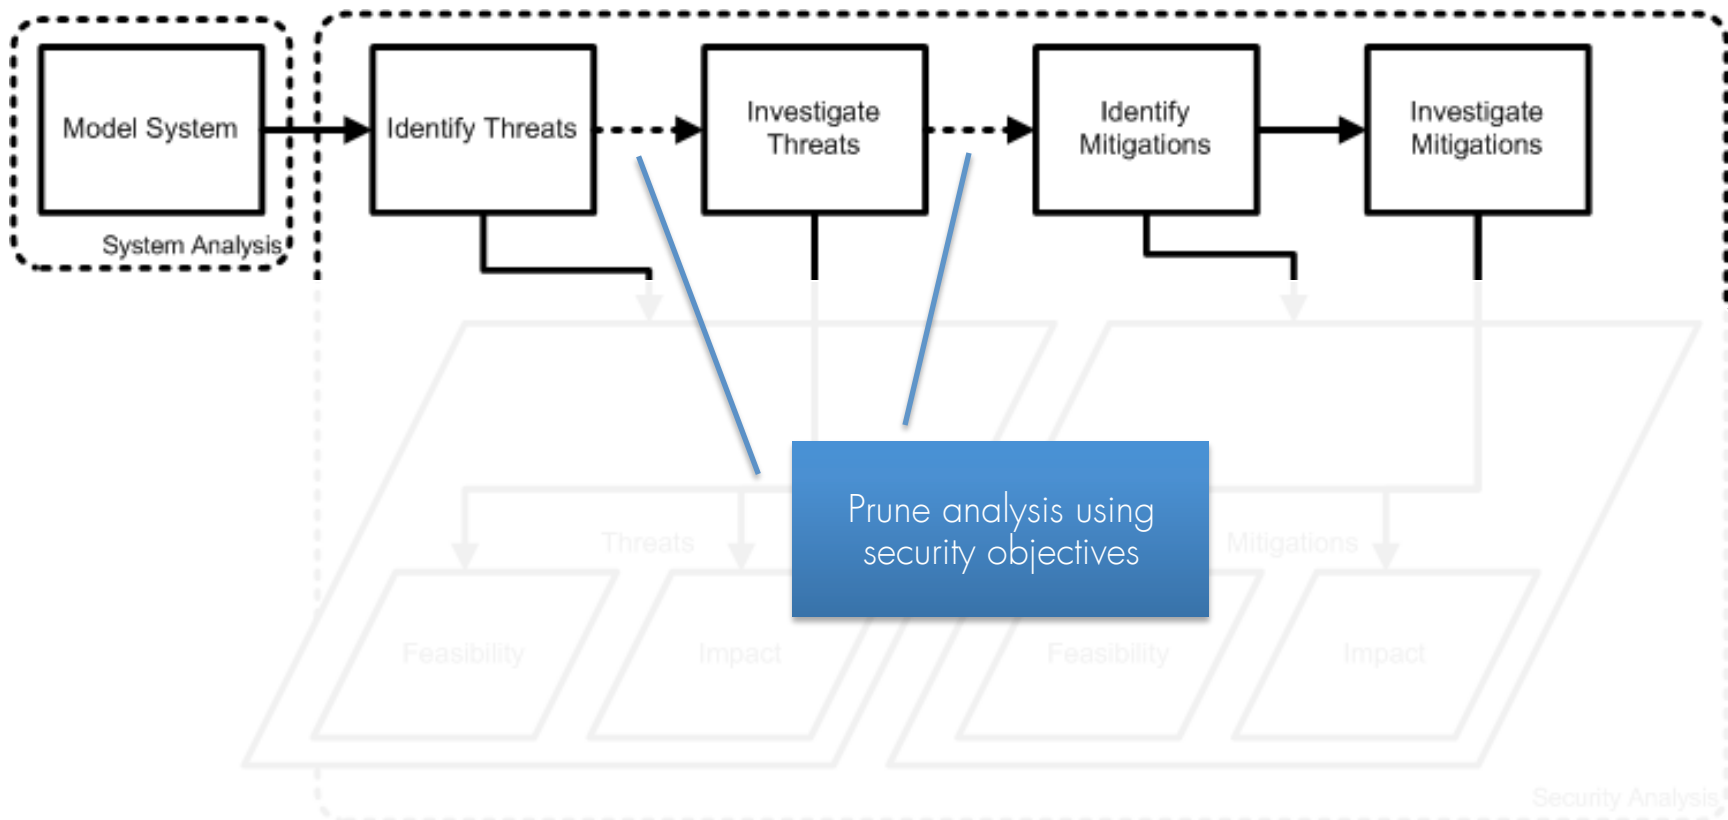 Model System
Identify Threats
Investigate
Threats
Identify
Mitigations
Investigate
Mitigations
System Analysis
Prune analysis using
security objectives
Threats
Mitigations
Feasibility
Impact
Feasibility
Impact
Security Analysis